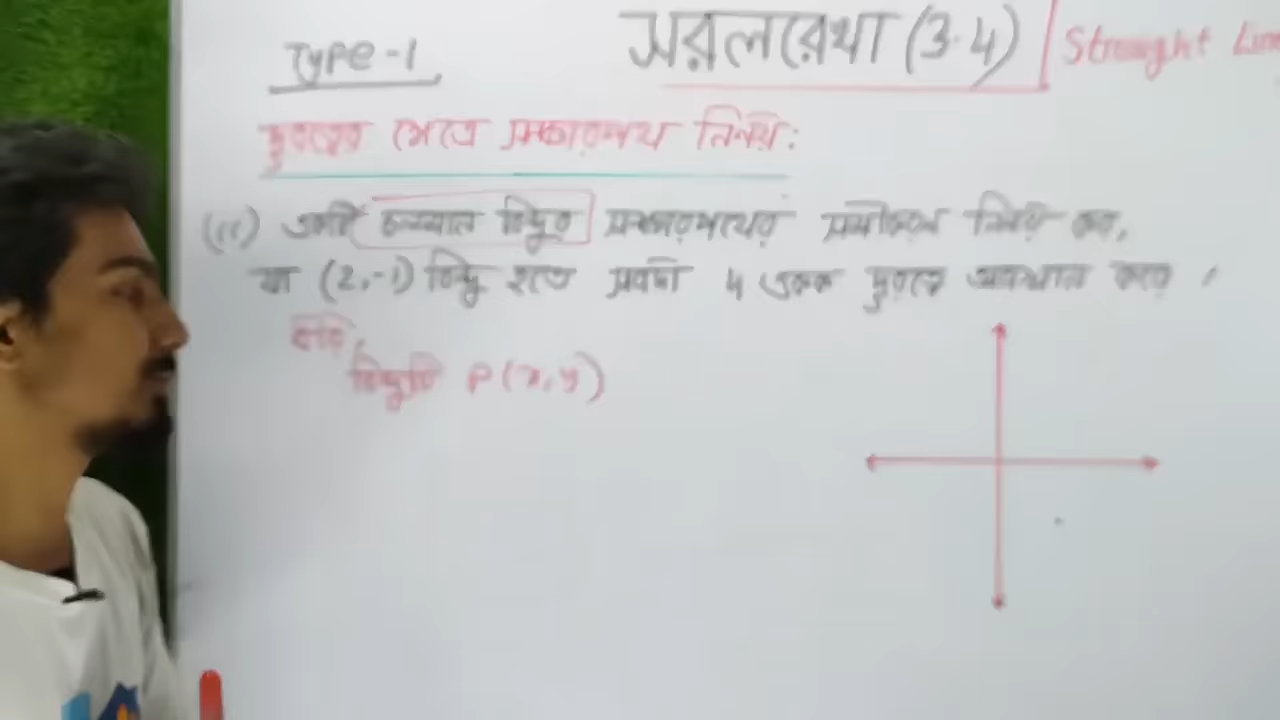 Type-1
সরলরেখা (3.4) Straight Lin
দুরত্বের ক্ষেত্রে সঞ্চারপথ নির্ণয়:
(ii) একটি চলমান বিন্দুর সঞ্চারপথের সমীকরণ নির্ণয় কর,
যা (2,-1) বিন্দু হতে সর্বদা 4 একক দুরত্বে অবস্থান করে ।
ধরি,
বিন্দুটি P(x,y)